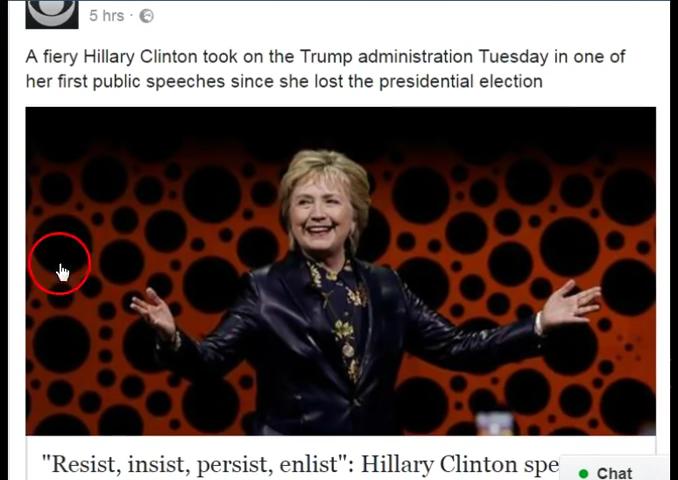 5 hrs ·
A fiery Hillary Clinton took on the Trump administration Tuesday in one of
her first public speeches since she lost the presidential election
"Resist, insist, persist, enlist": Hillary Clinton spe
Chat